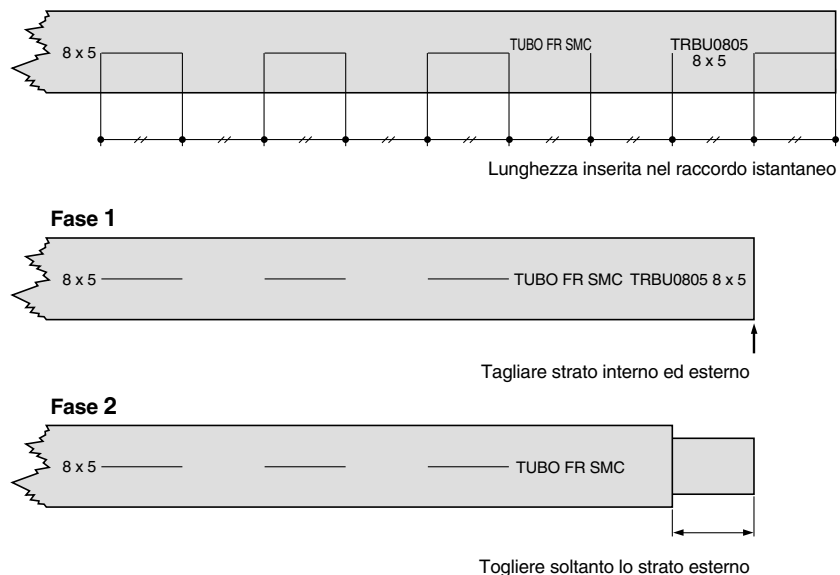 8 x 5 TUBO FR SMC TRBU0805
8 x 5
Lunghezza inserita nel raccordo istantaneo
Fase 1
8 x 5 TUBO FR SMC TRBU0805 8 x 5
Tagliare strato interno ed esterno
Fase 2
8 x 5 TUBO FR SMC
Togliere soltanto lo strato esterno